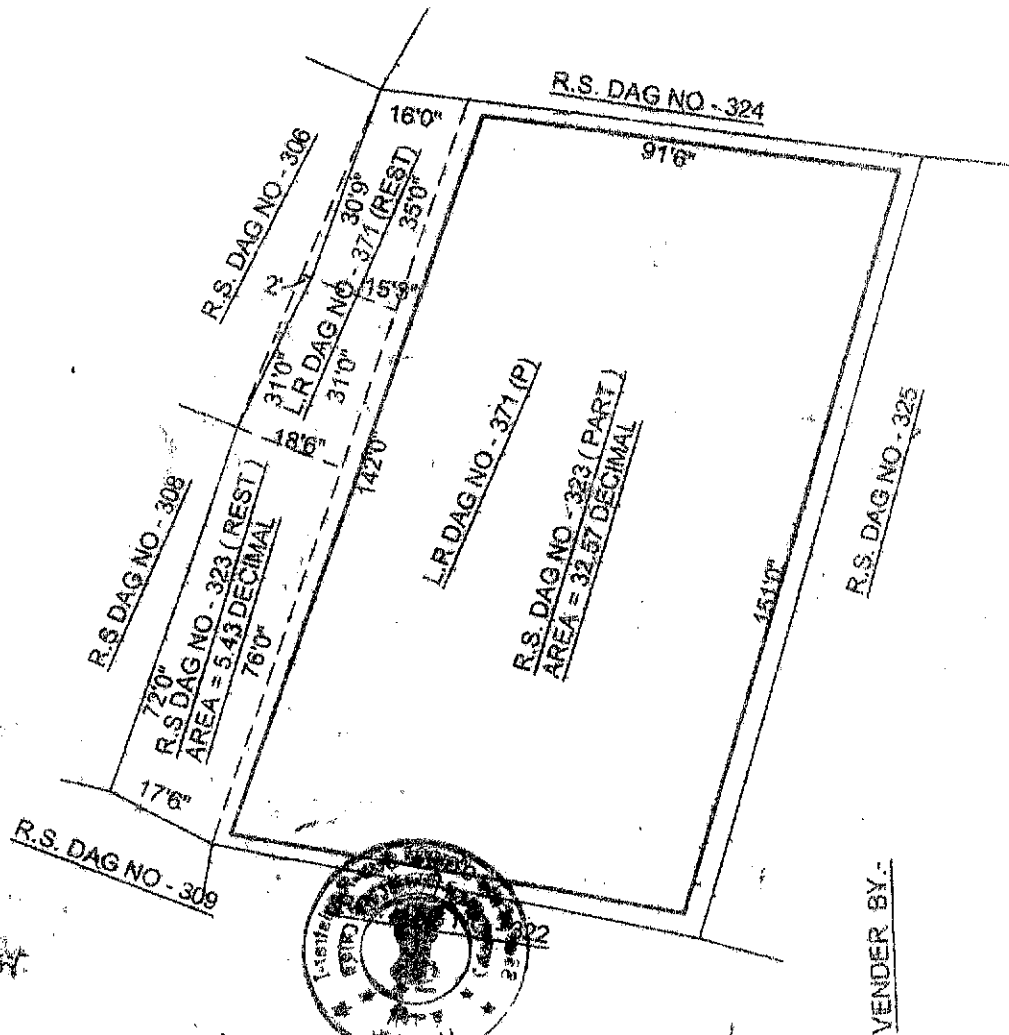 R.S. DAG NO - 324
16'0"
91'6"
R.S. DAG NO - 306
30'9"
L.R DAG NO - 371 (REST)
35'0"
2'
15'9"
31'0"
31'0"
18'6"
142'0"
L.R DAG NO - 371 (P)
R.S. DAG NO - 323 ( PART )
AREA = 32.57 DECIMAL
R.S. DAG NO - 325
151'0"
R.S DAG NO - 308
72'0"
R.S DAG NO - 323 ( REST )
AREA = 5.43 DECIMAL
76'0"
17'6"
R.S. DAG NO - 309
322
VENDER BY:-